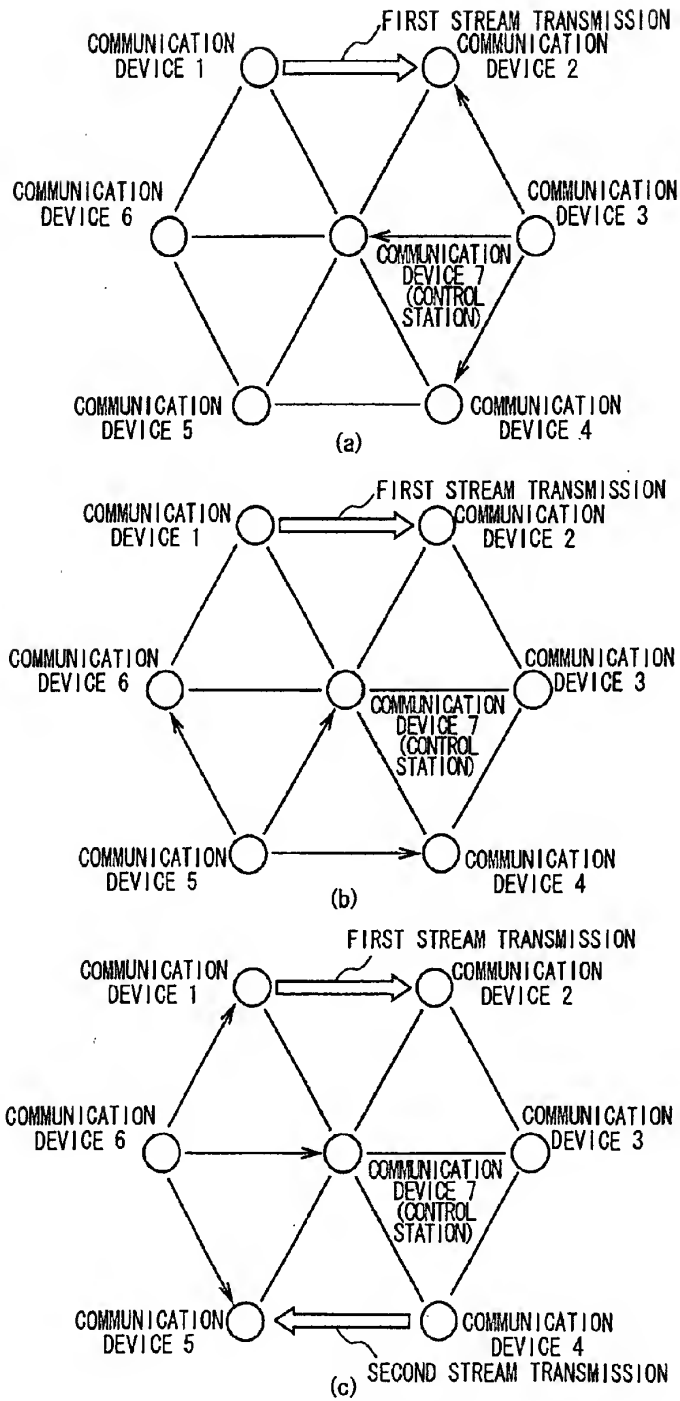 FIRST STREAM TRANSMISSION
COMMUNICATION
DEVICE 1
COMMUNICATION
DEVICE 2
COMMUNICATION
DEVICE 6
COMMUNICATION
DEVICE 3
COMMUNICATION
DEVICE 7
(CONTROL
STATION)
COMMUNICATION
DEVICE 5
COMMUNICATION
DEVICE 4
(a)
FIRST STREAM TRANSMISSION
COMMUNICATION
DEVICE 1
COMMUNICATION
DEVICE 2
COMMUNICATION
DEVICE 6
COMMUNICATION
DEVICE 3
COMMUNICATION
DEVICE 7
(CONTROL
STATION)
COMMUNICATION
DEVICE 5
COMMUNICATION
DEVICE 4
(b)
FIRST STREAM TRANSMISSION
COMMUNICATION
DEVICE 1
COMMUNICATION
DEVICE 2
COMMUNICATION
DEVICE 6
COMMUNICATION
DEVICE 3
COMMUNICATION
DEVICE 7
(CONTROL
STATION)
COMMUNICATION
DEVICE 5
COMMUNICATION
DEVICE 4
SECOND STREAM TRANSMISSION
(c)